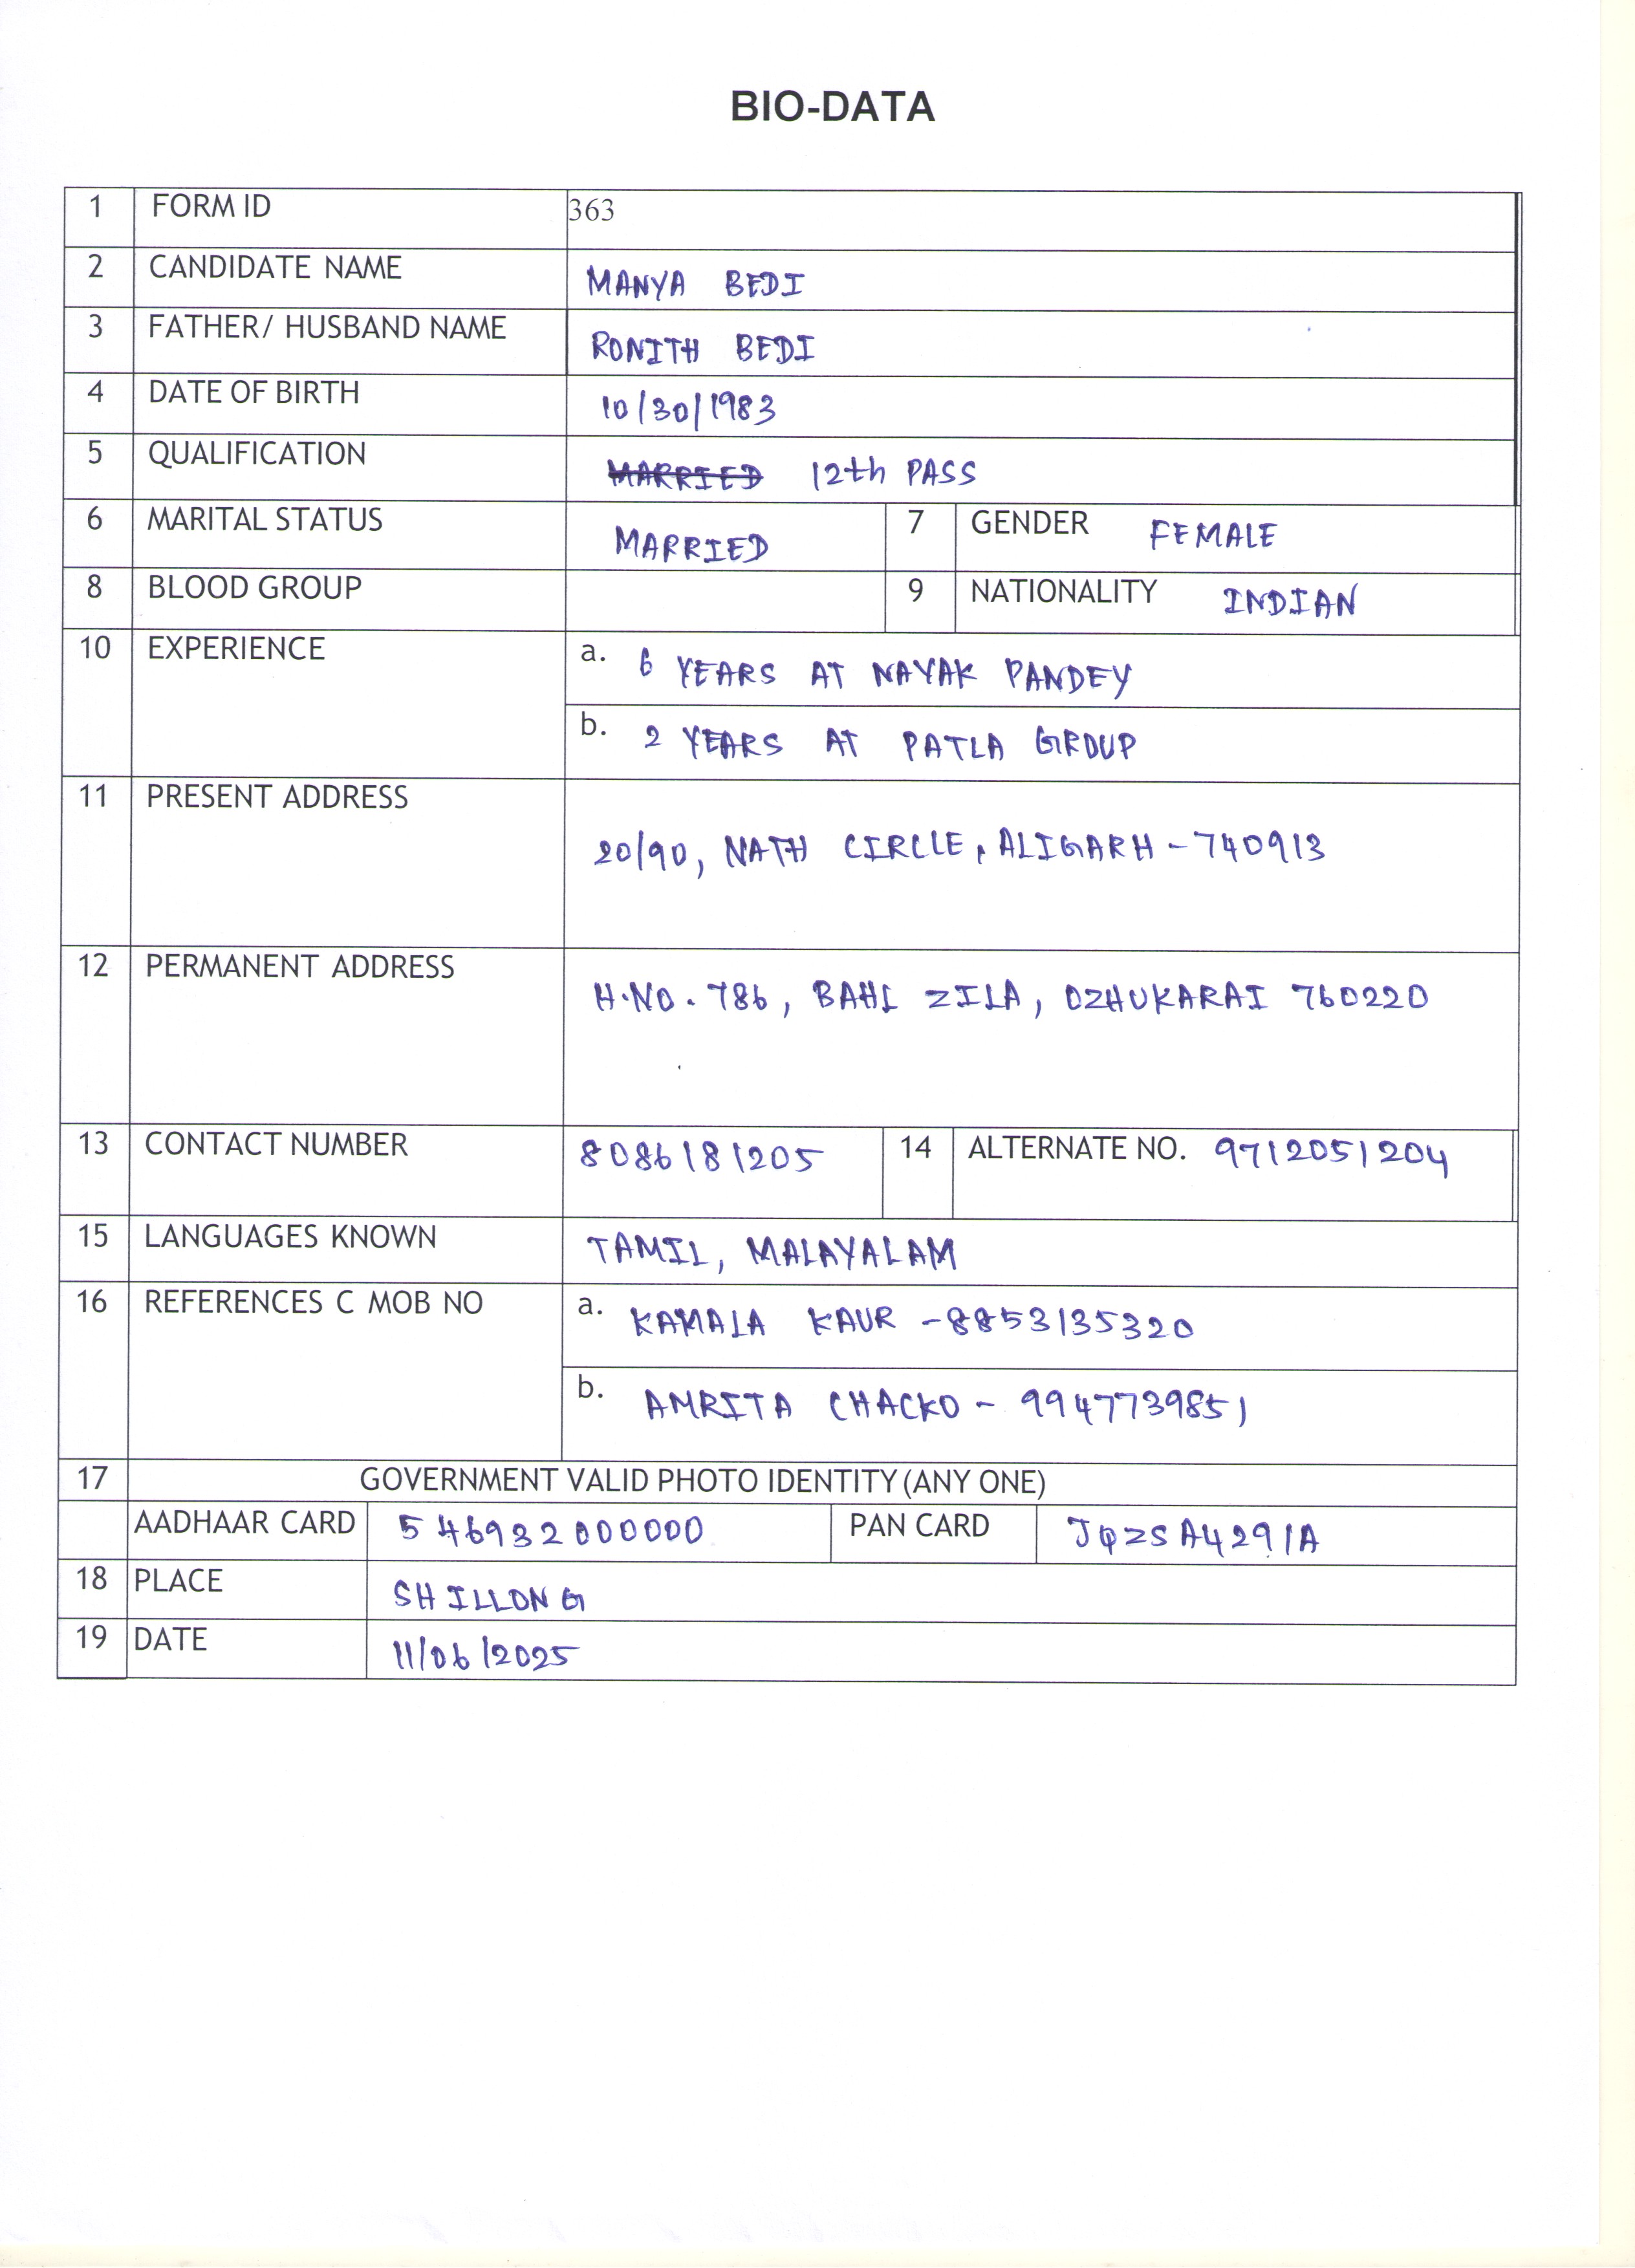 BIO-DATA
1 FORM ID 363
2 CANDIDATE NAME MANYA BEDI
3 FATHER/ HUSBAND NAME RONITH BEDI
4 DATE OF BIRTH 10/30/1983
5 QUALIFICATION MARRIED 12th PASS
6 MARITAL STATUS MARRIED 7 GENDER FEMALE
8 BLOOD GROUP 9 NATIONALITY INDIAN
10 EXPERIENCE a. 6 YEARS AT NAYAK PANDEY
b. 2 YEARS AT PATLA GROUP
11 PRESENT ADDRESS
20/90, NATH CIRCLE, ALIGARH - 740913
12 PERMANENT ADDRESS
H.NO. 786, BAHL ZILA, OZHUKARAI 760220
13 CONTACT NUMBER 8086181205 14 ALTERNATE NO. 9712051204
15 LANGUAGES KNOWN TAMIL, MALAYALAM
16 REFERENCES C MOB NO a. KAMALA KAUR - 8853135320
b. AMRITA CHACKO - 9947739851
17 GOVERNMENT VALID PHOTO IDENTITY (ANY ONE)
AADHAAR CARD 546932000000 PAN CARD JQZSA4291A
18 PLACE SHILLONG
19 DATE 11/06/2025